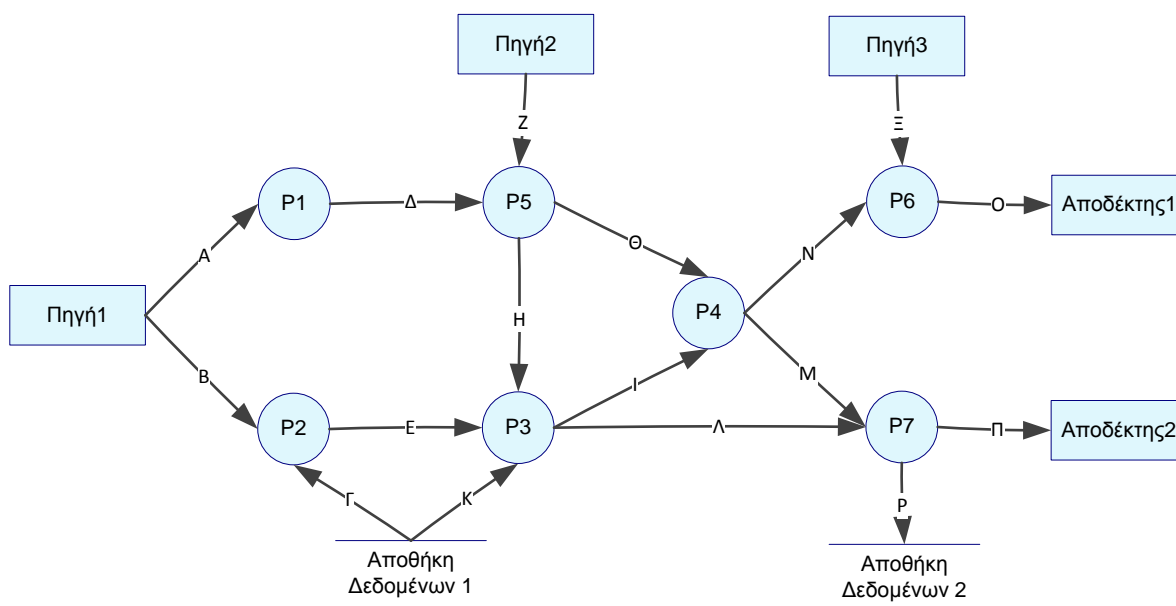 Πηγή2
Πηγή3
Ζ
Ξ
P1
Δ
P5
P6
Ο
Αποδέκτης1
Α
Θ
Ν
Πηγή1
Η
P4
Β
Ι
Μ
P2
Ε
P3
Λ
P7
Π
Αποδέκτης2
Γ
Κ
Ρ
Αποθήκη
Δεδομένων 1
Αποθήκη
Δεδομένων 2